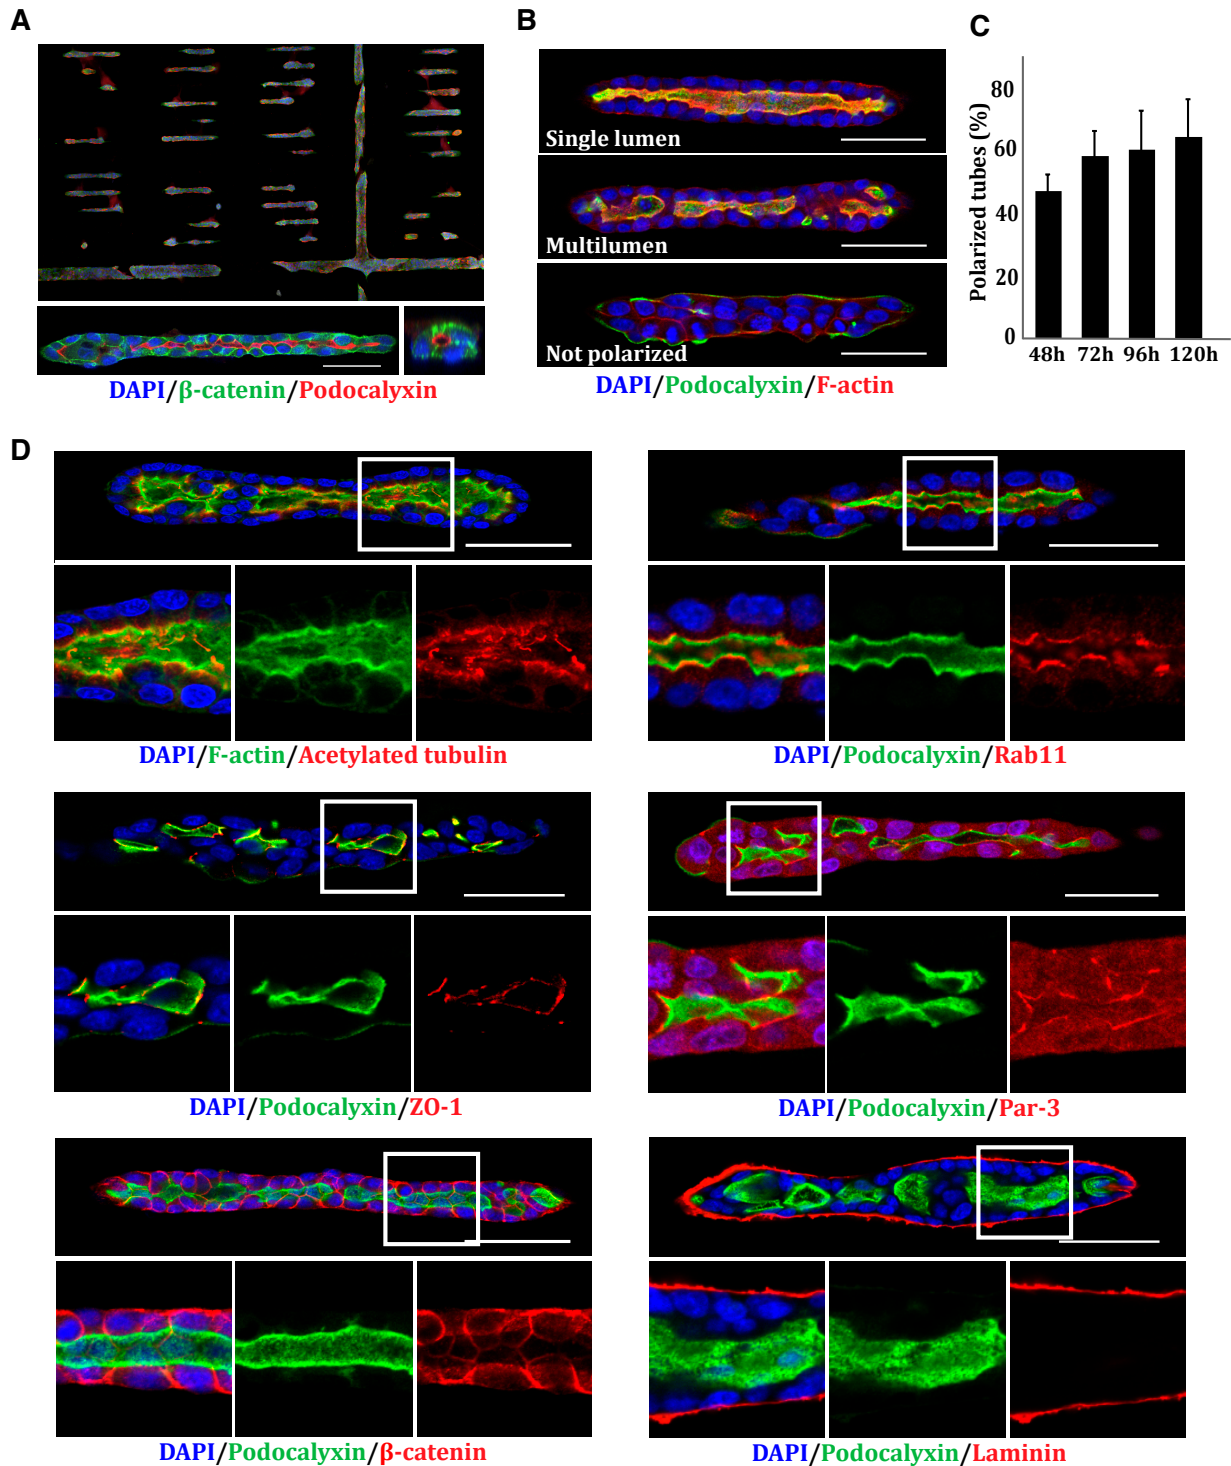 A
B
C
Single lumen
Multilumen
Not polarized
DAPI/β-catenin/Podocalyxin
DAPI/Podocalyxin/F-actin
Polarized tubes (%)
80
60
40
20
0
48h 72h 96h 120h
D
DAPI/F-actin/Acetylated tubulin
DAPI/Podocalyxin/Rab11
DAPI/Podocalyxin/ZO-1
DAPI/Podocalyxin/Par-3
DAPI/Podocalyxin/β-catenin
DAPI/Podocalyxin/Laminin